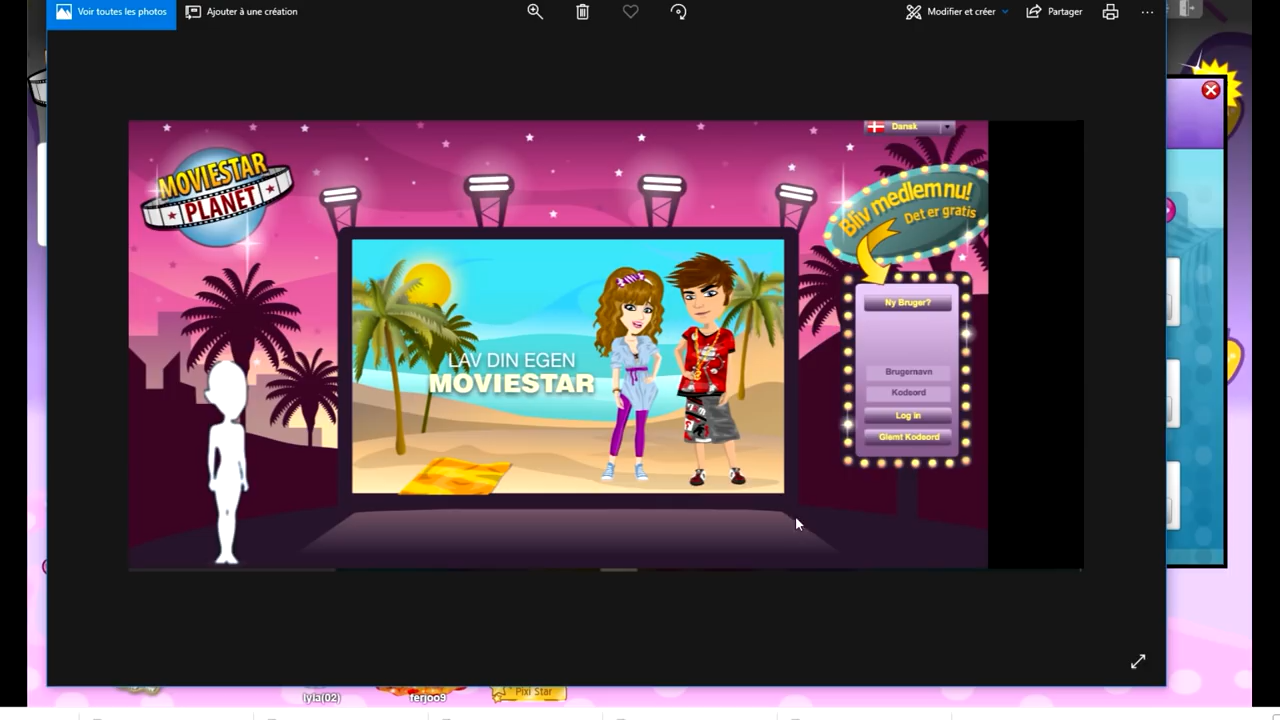 Voir toutes les photos
Ajouter à une création
Modifier et créer
Partager
Dansk
MOVIESTAR
PLANET
Bliv medlem nu!
Det er gratis
Ny Bruger?
LAV DIN EGEN
MOVIESTAR
Brugernavn
Kodeord
Log in
Glemt Kodeord
lyla(02)
ferjoo9
Pixi Star